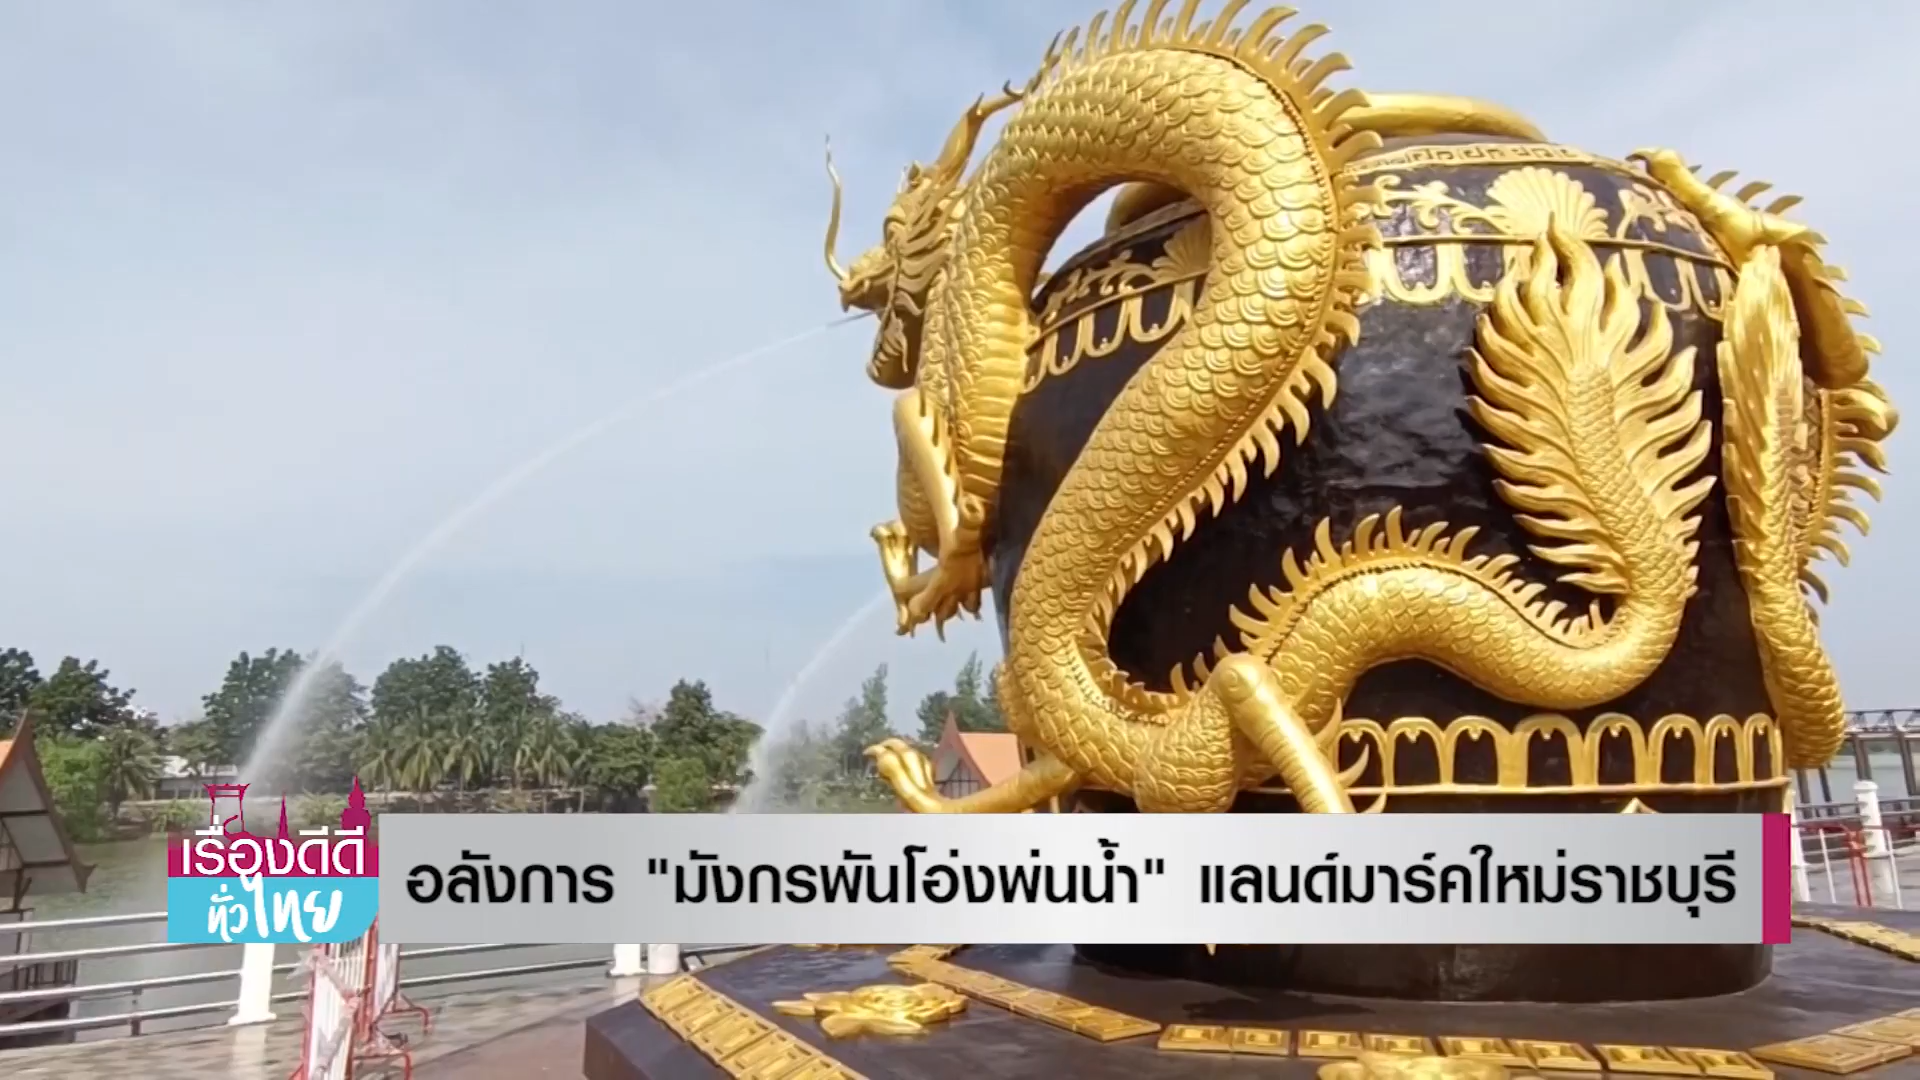 เรื่องดีดี
ทั่วไทย
อลังการ "มังกรพันโอ่งพ่นน้ำ" แลนด์มาร์คใหม่ราชบุรี